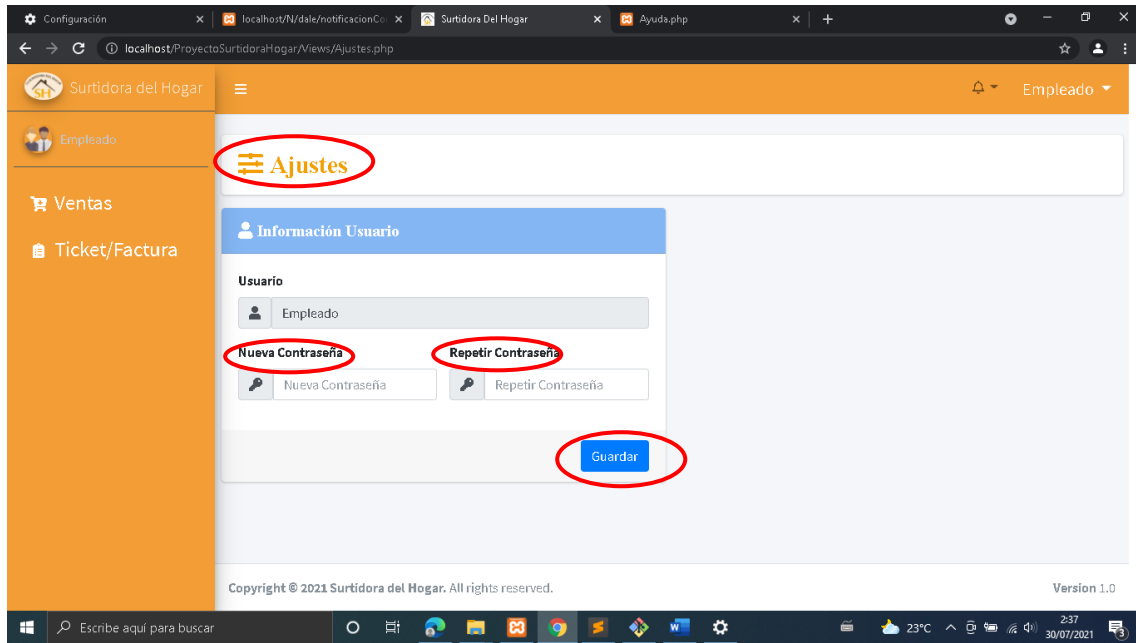 Configuración
localhost/N/dale/notificacionCo
Surtidora Del Hogar
Ayuda.php
localhost/ProyectoSurtidoraHogar/Views/Ajustes.php
SH
Surtidora del Hogar
Empleado
Empleado
Ajustes
Ventas
Ticket/Factura
Información Usuario
Usuario
Empleado
Nueva Contraseña Repetir Contraseña
Nueva Contraseña Repetir Contraseña
Guardar
Copyright © 2021 Surtidora del Hogar. All rights reserved. Version 1.0
Escribe aquí para buscar
23°C
2:37
30/07/2021
3